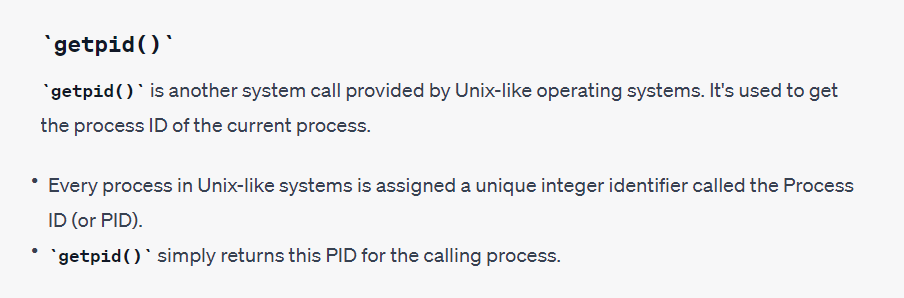 `getpid()`
`getpid()` is another system call provided by Unix-like operating systems. It's used to get
the process ID of the current process.
• Every process in Unix-like systems is assigned a unique integer identifier called the Process
ID (or PID).
• `getpid()` simply returns this PID for the calling process.